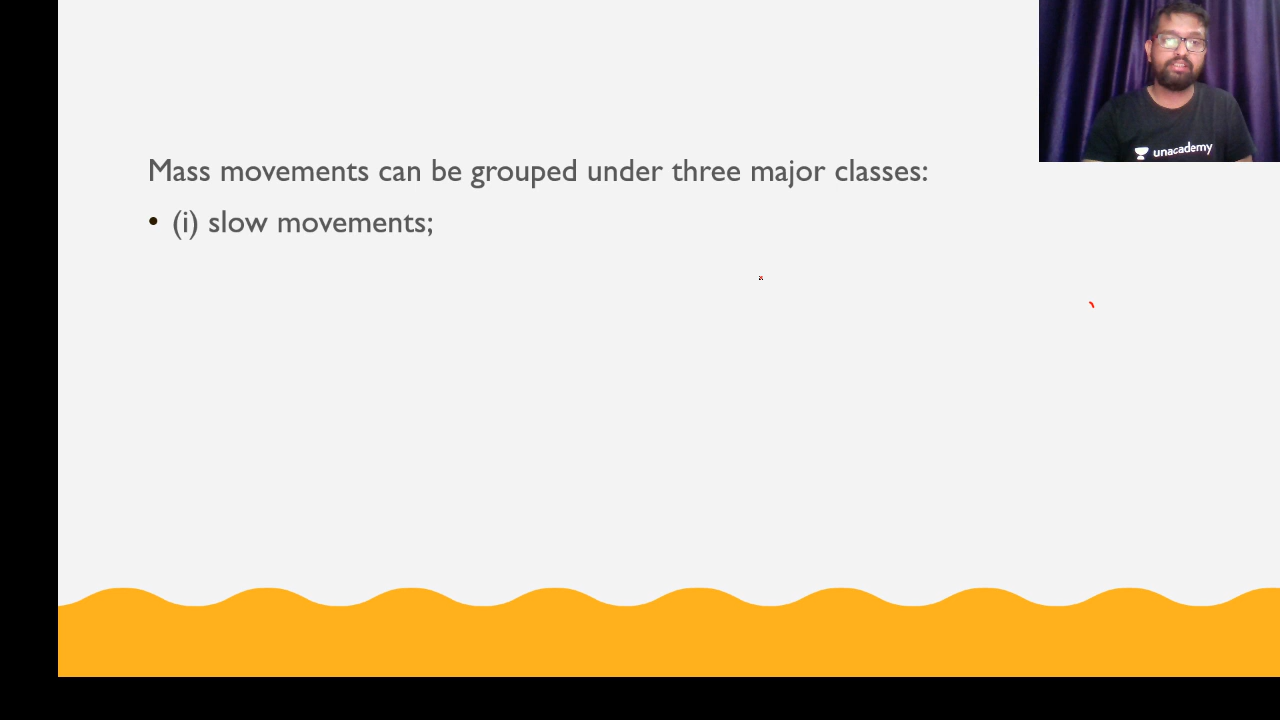 Mass movements can be grouped under three major classes:
• (i) slow movements;
unacademy